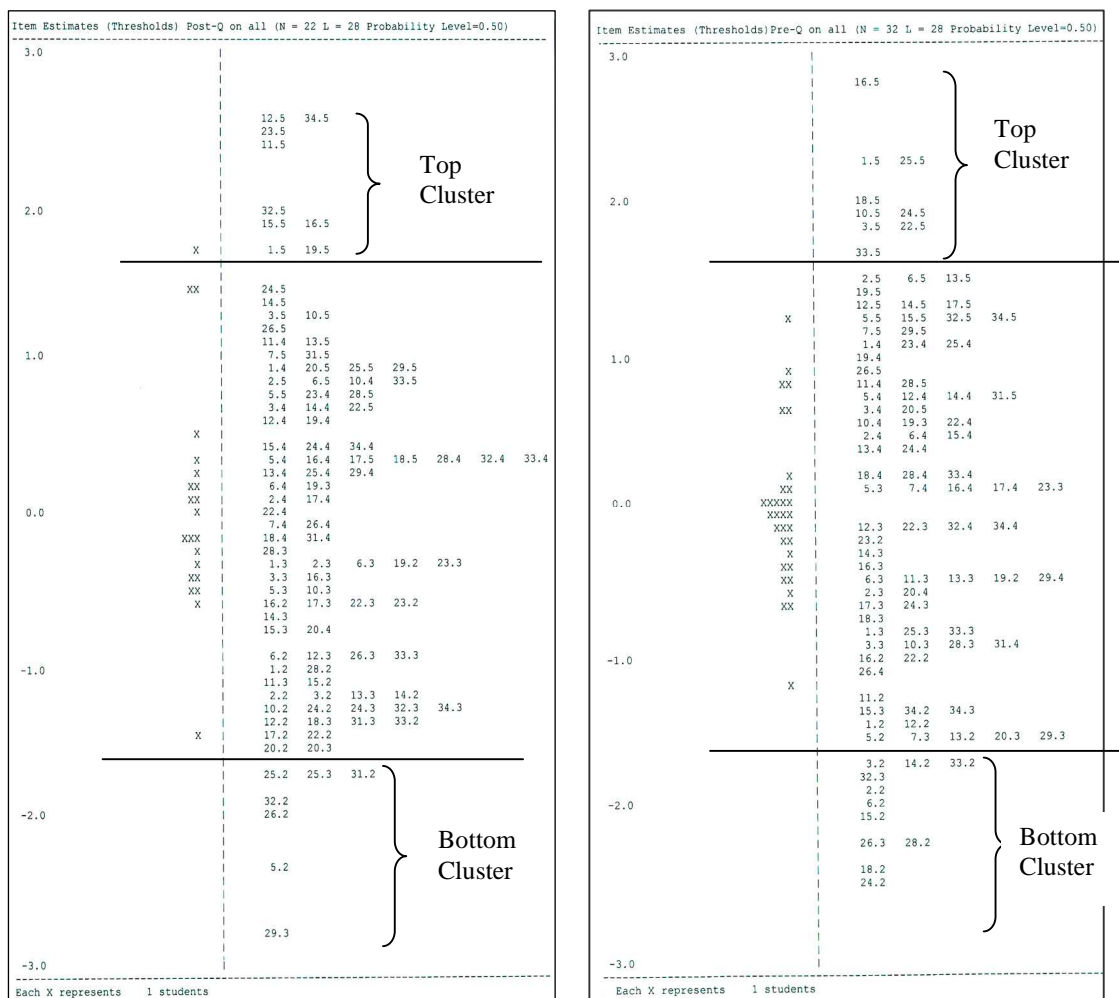 Item Estimates (Thresholds) Post-Q on all (N = 22 L = 28 Probability Level=0.50)
3.0
12.5 34.5
23.5
11.5
Top
Cluster
2.0
32.5
15.5 16.5
X 1.5 19.5
XX 24.5
14.5
3.5 10.5
26.5
11.4 13.5
7.5 31.5
1.0
1.4 20.5 25.5 29.5
2.5 6.5 10.4 33.5
5.5 23.4 28.5
3.4 14.4 22.5
12.4 19.4
X
15.4 24.4 34.4
X 5.4 16.4 17.5 18.5 28.4 32.4 33.4
X 13.4 25.4 29.4
XX 6.4 19.3
XX 2.4 17.4
0.0 X 22.4
7.4 26.4
XXX 18.4 31.4
X 28.3
X 1.3 2.3 6.3 19.2 23.3
XX 3.3 16.3
XX 5.3 10.3
X 16.2 17.3 22.3 23.2
14.3
15.3 20.4
6.2 12.3 26.3 33.3
-1.0 1.2 28.2
11.3 15.2
2.2 3.2 13.3 14.2
10.2 24.2 24.3 32.3 34.3
12.2 18.3 31.3 33.2
X 17.2 22.2
20.2 20.3
25.2 25.3 31.2
32.2
-2.0 26.2
Bottom
Cluster
5.2
29.3
-3.0
Each X represents 1 students
Item Estimates (Thresholds)Pre-Q on all (N = 32 L = 28 Probability Level=0.50)
3.0
16.5
Top
Cluster
1.5 25.5
2.0 18.5
10.5 24.5
3.5 22.5
33.5
2.5 6.5 13.5
19.5
12.5 14.5 17.5
X 5.5 15.5 32.5 34.5
7.5 29.5
1.4 23.4 25.4
1.0 19.4
X 26.5
XX 11.4 28.5
5.4 12.4 14.4 31.5
XX 3.4 20.5
10.4 19.3 22.4
2.4 6.4 15.4
13.4 24.4
X 18.4 28.4 33.4
XX 5.3 7.4 16.4 17.4 23.3
0.0 XXXXX
XXXX
XXX 12.3 22.3 32.4 34.4
XX 23.2
X 14.3
XX 16.3
XX 6.3 11.3 13.3 19.2 29.4
X 2.3 20.4
XX 17.3 24.3
18.3
1.3 25.3 33.3
3.3 10.3 28.3 31.4
-1.0 16.2 22.2
26.4
X
11.2
15.3 34.2 34.3
1.2 12.2
5.2 7.3 13.2 20.3 29.3
3.2 14.2 33.2
32.3
2.2
-2.0 6.2
15.2
26.3 28.2
Bottom
Cluster
18.2
24.2
-3.0
Each X represents 1 students